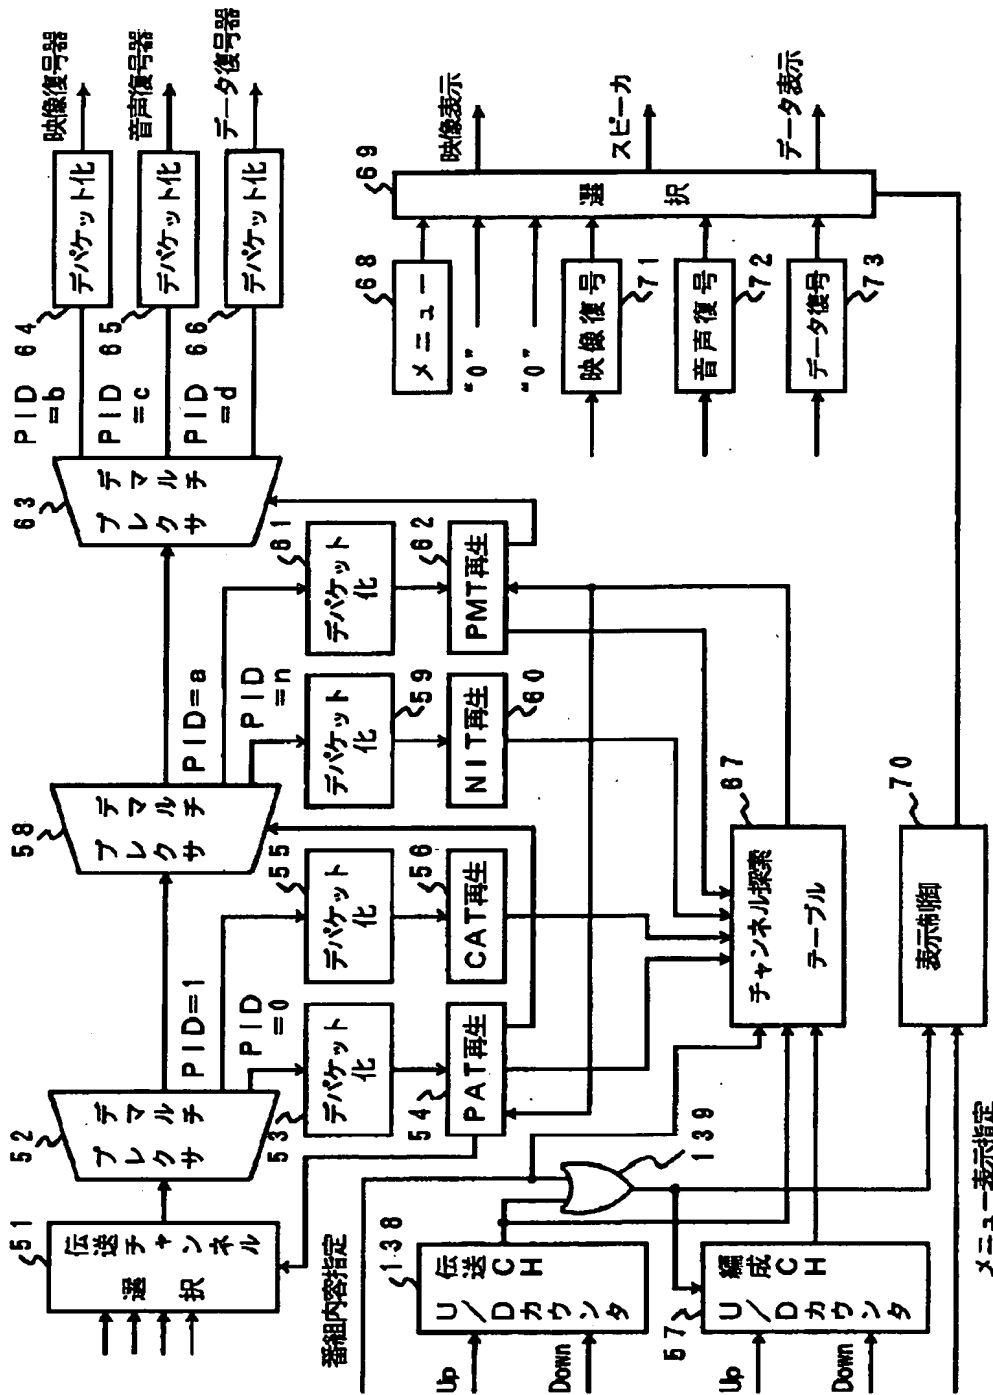 51
伝送チャンネル
選択
52
デマルチ
プレクサ
PID=1
PID
=0
53
デパケット
化
54
PAT再生
55
デパケット
化
56
CAT再生
58
デマルチ
プレクサ
PID=a
PID
=n
デパケット
化
59
NIT再生
60
61
デパケット
化
62
PMT再生
63
デマルチ
プレクサ
PID
=b
64
デパケット化
映像復号器
PID
=c
65
デパケット化
音声復号器
PID
=d
66
デパケット化
データ復号器
番組内容指定
138
伝送CH
U/Dカウンタ
Up
Down
139
57
編成CH
U/Dカウンタ
Up
Down
メニュー表示指定
67
チャンネル探索
テーブル
70
表示制御
68
メニュー
"0"
"0"
映像復号
71
音声復号
72
データ復号
73
69
選択
映像表示
スピーカ
データ表示